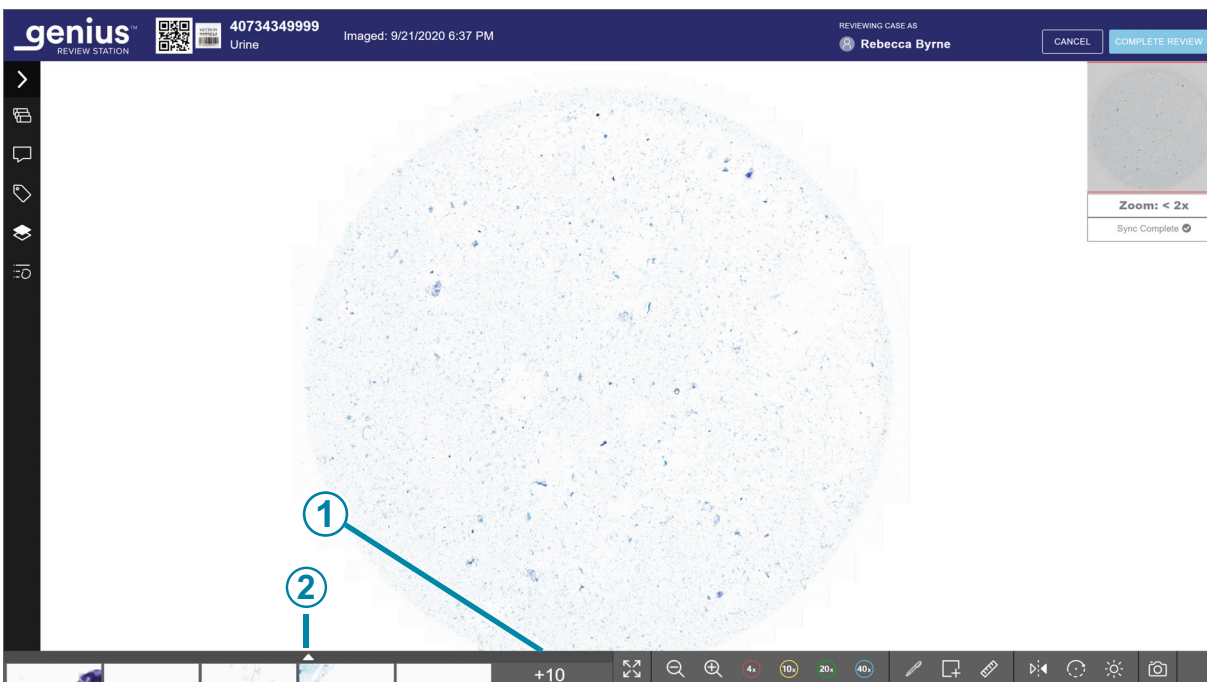 genius™
REVIEW STATION
40734349999
Urine
Imaged: 9/21/2020 6:37 PM
REVIEWING CASE AS
Rebecca Byrne
CANCEL
COMPLETE REVIEW
Zoom: < 2x
Sync Complete
1
2
+10
4x
10x
20x
40x